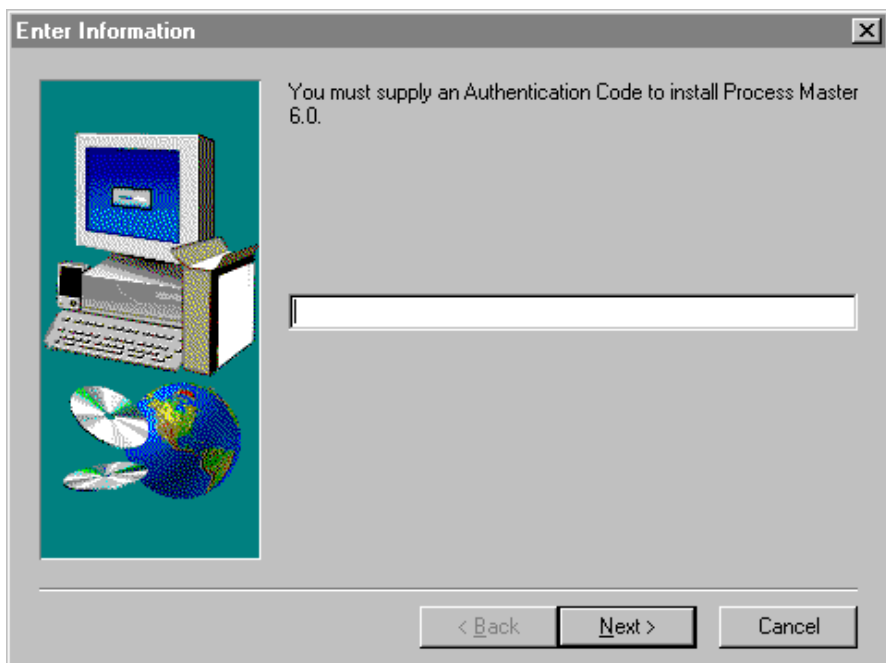 Enter Information
You must supply an Authentication Code to install Process Master
6.0.
< Back
Next >
Cancel